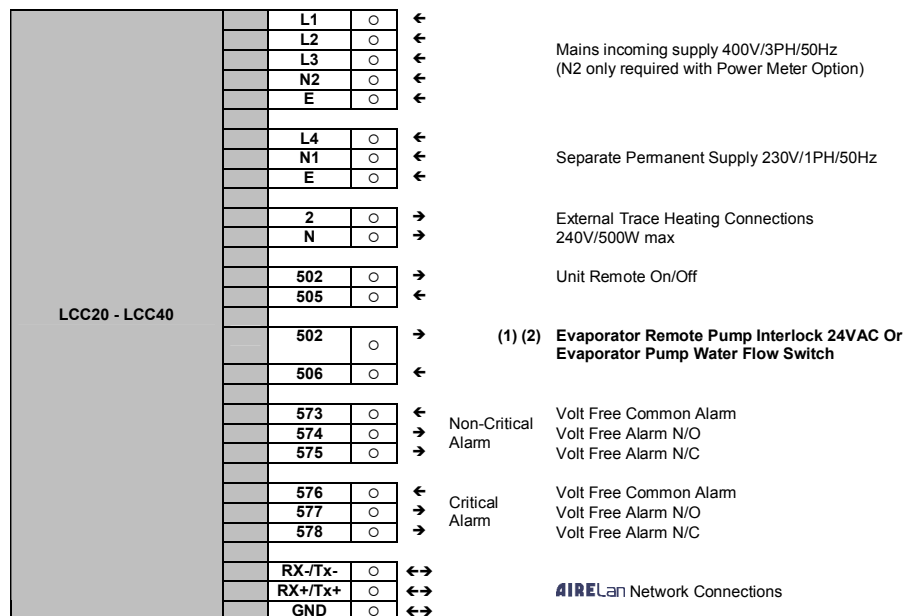 L1
L2
L3
N2
E
Mains incoming supply 400V/3PH/50Hz
(N2 only required with Power Meter Option)
L4
N1
E
Separate Permanent Supply 230V/1PH/50Hz
2
N
External Trace Heating Connections
240V/500W max
502
505
Unit Remote On/Off
LCC20 - LCC40
502
506
(1) (2) Evaporator Remote Pump Interlock 24VAC Or
Evaporator Pump Water Flow Switch
573
574
575
Non-Critical
Alarm
Volt Free Common Alarm
Volt Free Alarm N/O
Volt Free Alarm N/C
576
577
578
Critical
Alarm
Volt Free Common Alarm
Volt Free Alarm N/O
Volt Free Alarm N/C
RX-/Tx-
RX+/Tx+
GND
AIRELan Network Connections